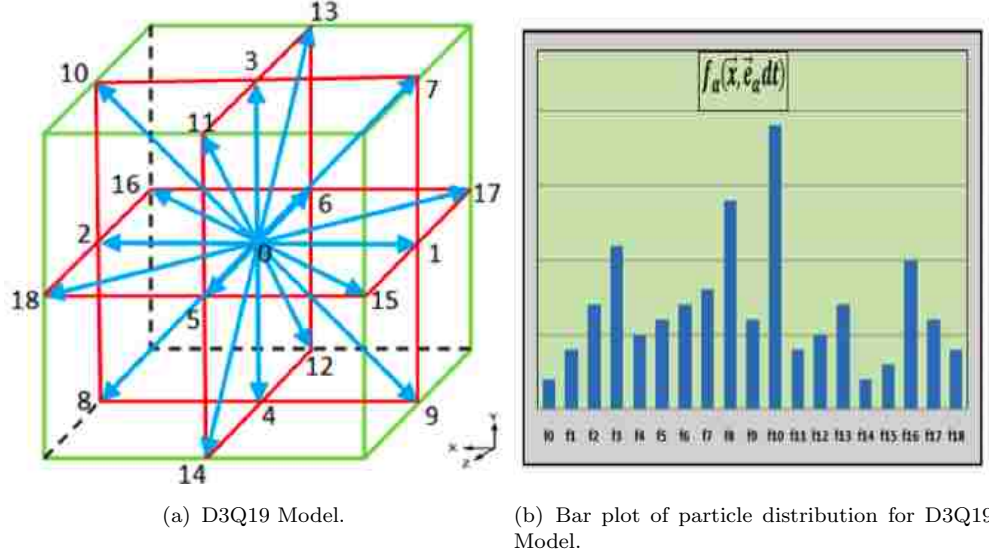 13
10
3
7
11
16
6
17
2
0
1
18
5
15
12
8
4
9
14
Y
X
Z
f_a(x⃗,e⃗_a dt)
f0 f1 f2 f3 f4 f5 f6 f7 f8 f9 f10 f11 f12 f13 f14 f15 f16 f17 f18
(a) D3Q19 Model.
(b) Bar plot of particle distribution for D3Q19
Model.